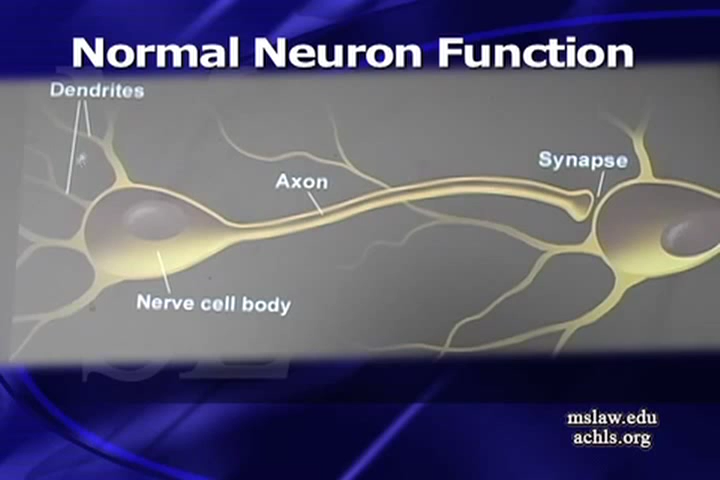 Normal Neuron Function
Dendrites
Synapse
Axon
Nerve cell body
mslaw.edu
achls.org